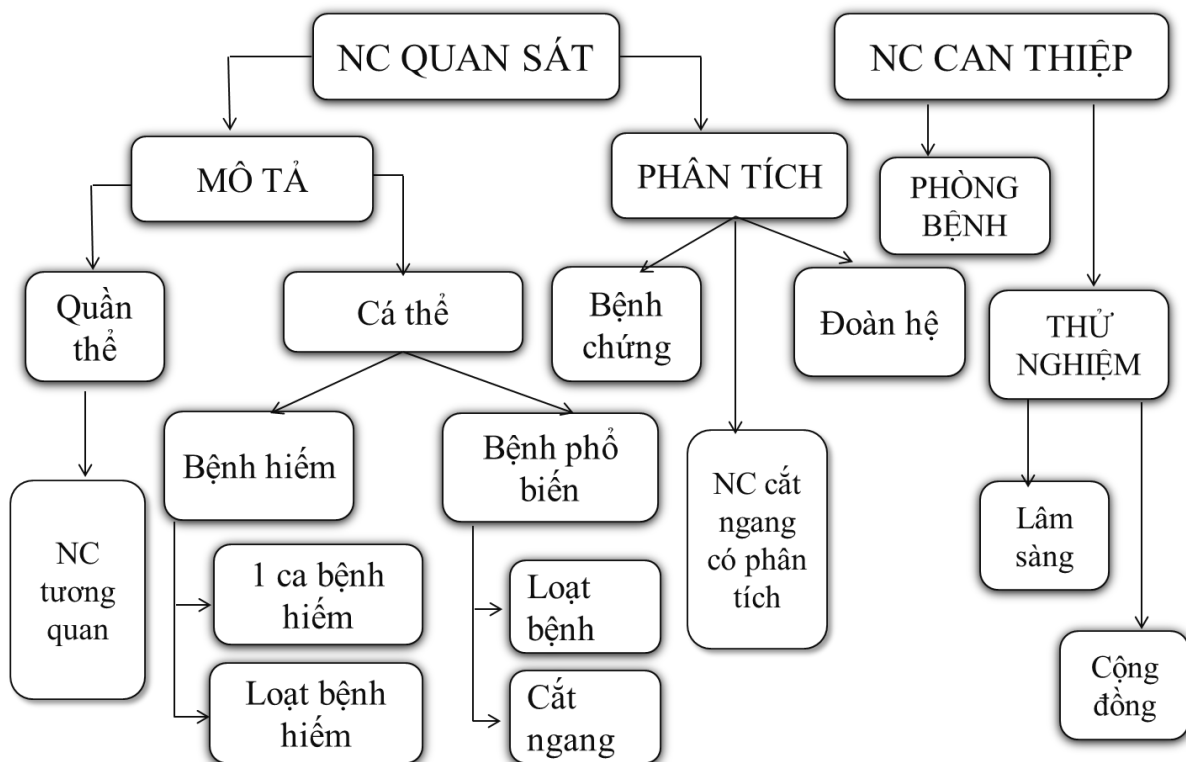 NC QUAN SÁT
NC CAN THIỆP
MÔ TẢ
PHÂN TÍCH
PHÒNG
BỆNH
Quần
thể
Cá thể
Bệnh
chứng
Đoàn hệ
THỬ
NGHIỆM
Bệnh hiếm
Bệnh phổ
biến
NC cắt
ngang
có phân
tích
NC
tương
quan
1 ca bệnh
hiếm
Loạt bệnh
hiếm
Loạt
bệnh
Cắt
ngang
Lâm
sàng
Cộng
đồng